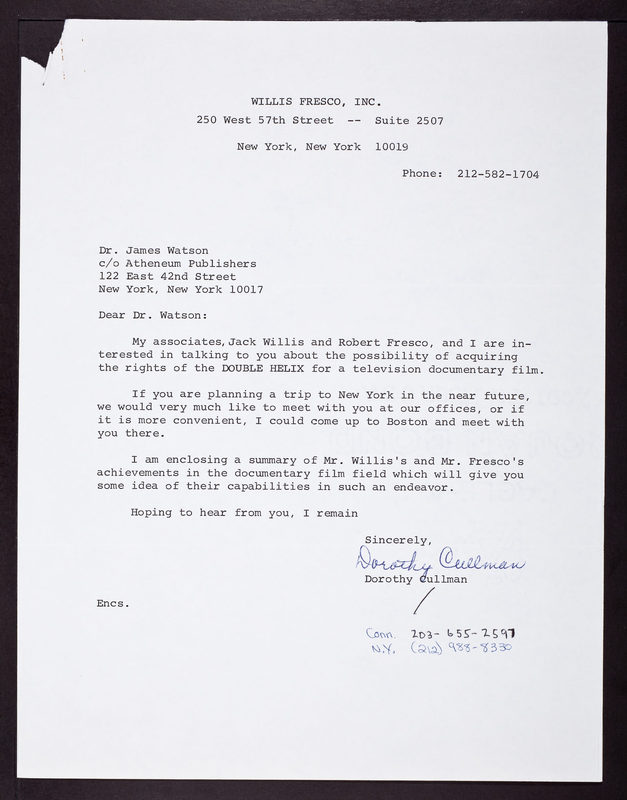 WILLIS FRESCO, INC.
250 West 57th Street -- Suite 2507
New York, New York 10019
Phone: 212-582-1704
Dr. James Watson
c/o Atheneum Publishers
122 East 42nd Street
New York, New York 10017
Dear Dr. Watson:
My associates, Jack Willis and Robert Fresco, and I are in-
terested in talking to you about the possibility of acquiring
the rights of the DOUBLE HELIX for a television documentary film.
If you are planning a trip to New York in the near future,
we would very much like to meet with you at our offices, or if
it is more convenient, I could come up to Boston and meet with
you there.
I am enclosing a summary of Mr. Willis's and Mr. Fresco's
achievements in the documentary film field which will give you
some idea of their capabilities in such an endeavor.
Hoping to hear from you, I remain
Sincerely,
Dorothy Cullman
Dorothy Cullman
Encs.
Conn. 203-655-2597
N.Y. (212) 988-8330